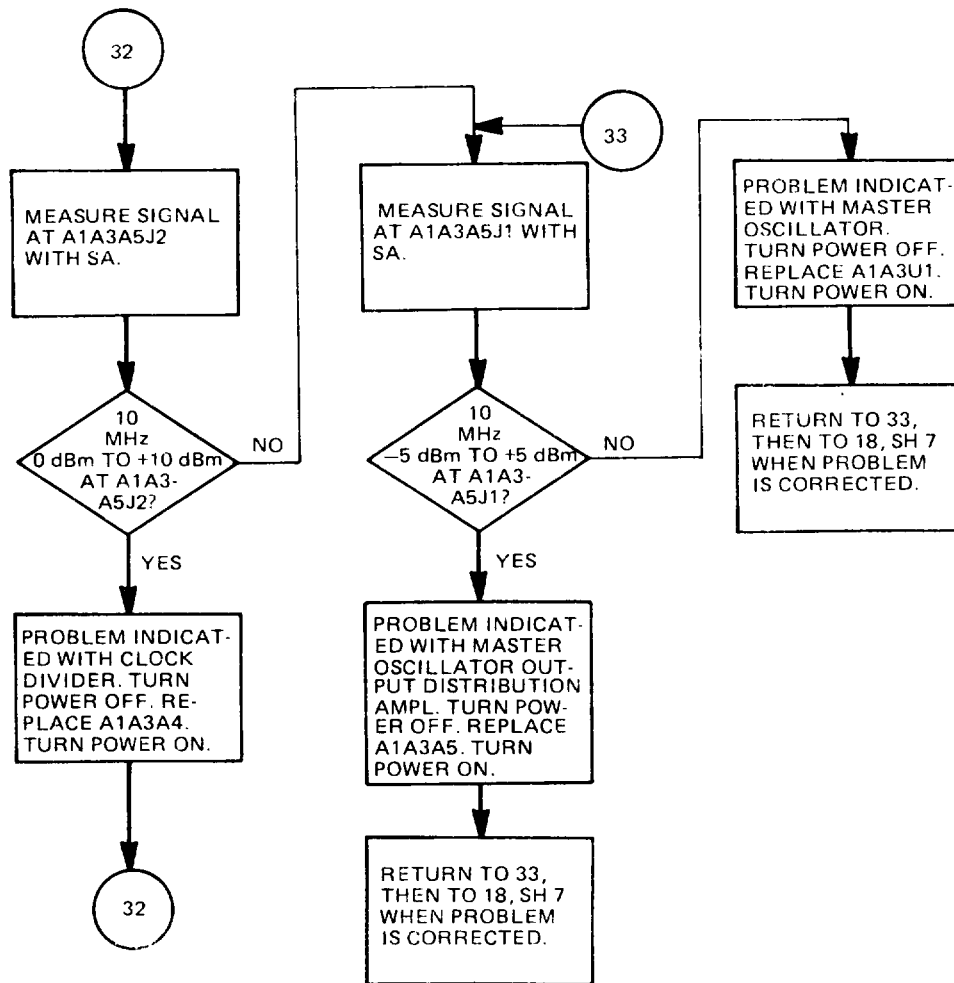 32
MEASURE SIGNAL
AT A1A3A5J2
WITH SA.
10
MHz
0 dBm TO +10 dBm
AT A1A3-
A5J2?
NO
YES
PROBLEM INDICAT-
ED WITH CLOCK
DIVIDER. TURN
POWER OFF. RE-
PLACE A1A3A4.
TURN POWER ON.
32
33
MEASURE SIGNAL
AT A1A3A5J1 WITH
SA.
10
MHz
−5 dBm TO +5 dBm
AT A1A3-
A5J1?
NO
YES
PROBLEM INDICAT-
ED WITH MASTER
OSCILLATOR OUT-
PUT DISTRIBUTION
AMPL. TURN POW-
ER OFF. REPLACE
A1A3A5. TURN
POWER ON.
RETURN TO 33,
THEN TO 18, SH 7
WHEN PROBLEM
IS CORRECTED.
PROBLEM INDICAT-
ED WITH MASTER
OSCILLATOR.
TURN POWER OFF.
REPLACE A1A3U1.
TURN POWER ON.
RETURN TO 33,
THEN TO 18, SH 7
WHEN PROBLEM
IS CORRECTED.